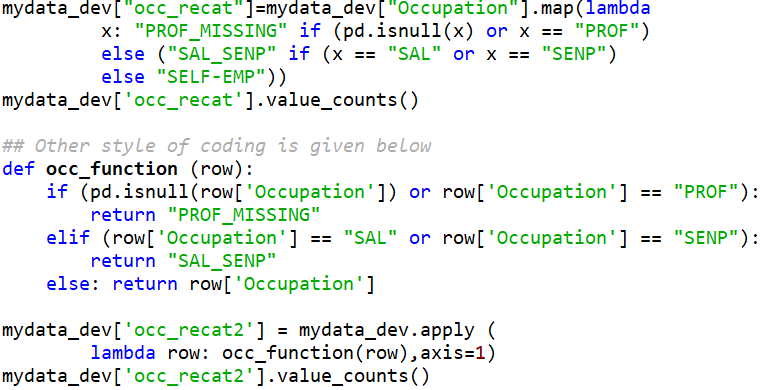 mydata_dev["occ_recat"]=mydata_dev["Occupation"].map(lambda
        x: "PROF_MISSING" if (pd.isnull(x) or x == "PROF")
         else ("SAL_SENP" if (x == "SAL" or x == "SENP")
         else "SELF-EMP"))
mydata_dev['occ_recat'].value_counts()

## Other style of coding is given below
def occ_function (row):
    if (pd.isnull(row['Occupation']) or row['Occupation'] == "PROF"):
        return "PROF_MISSING"
    elif (row['Occupation'] == "SAL" or row['Occupation'] == "SENP"):
        return "SAL_SENP"
    else: return row['Occupation']

mydata_dev['occ_recat2'] = mydata_dev.apply (
        lambda row: occ_function(row),axis=1)
mydata_dev['occ_recat2'].value_counts()